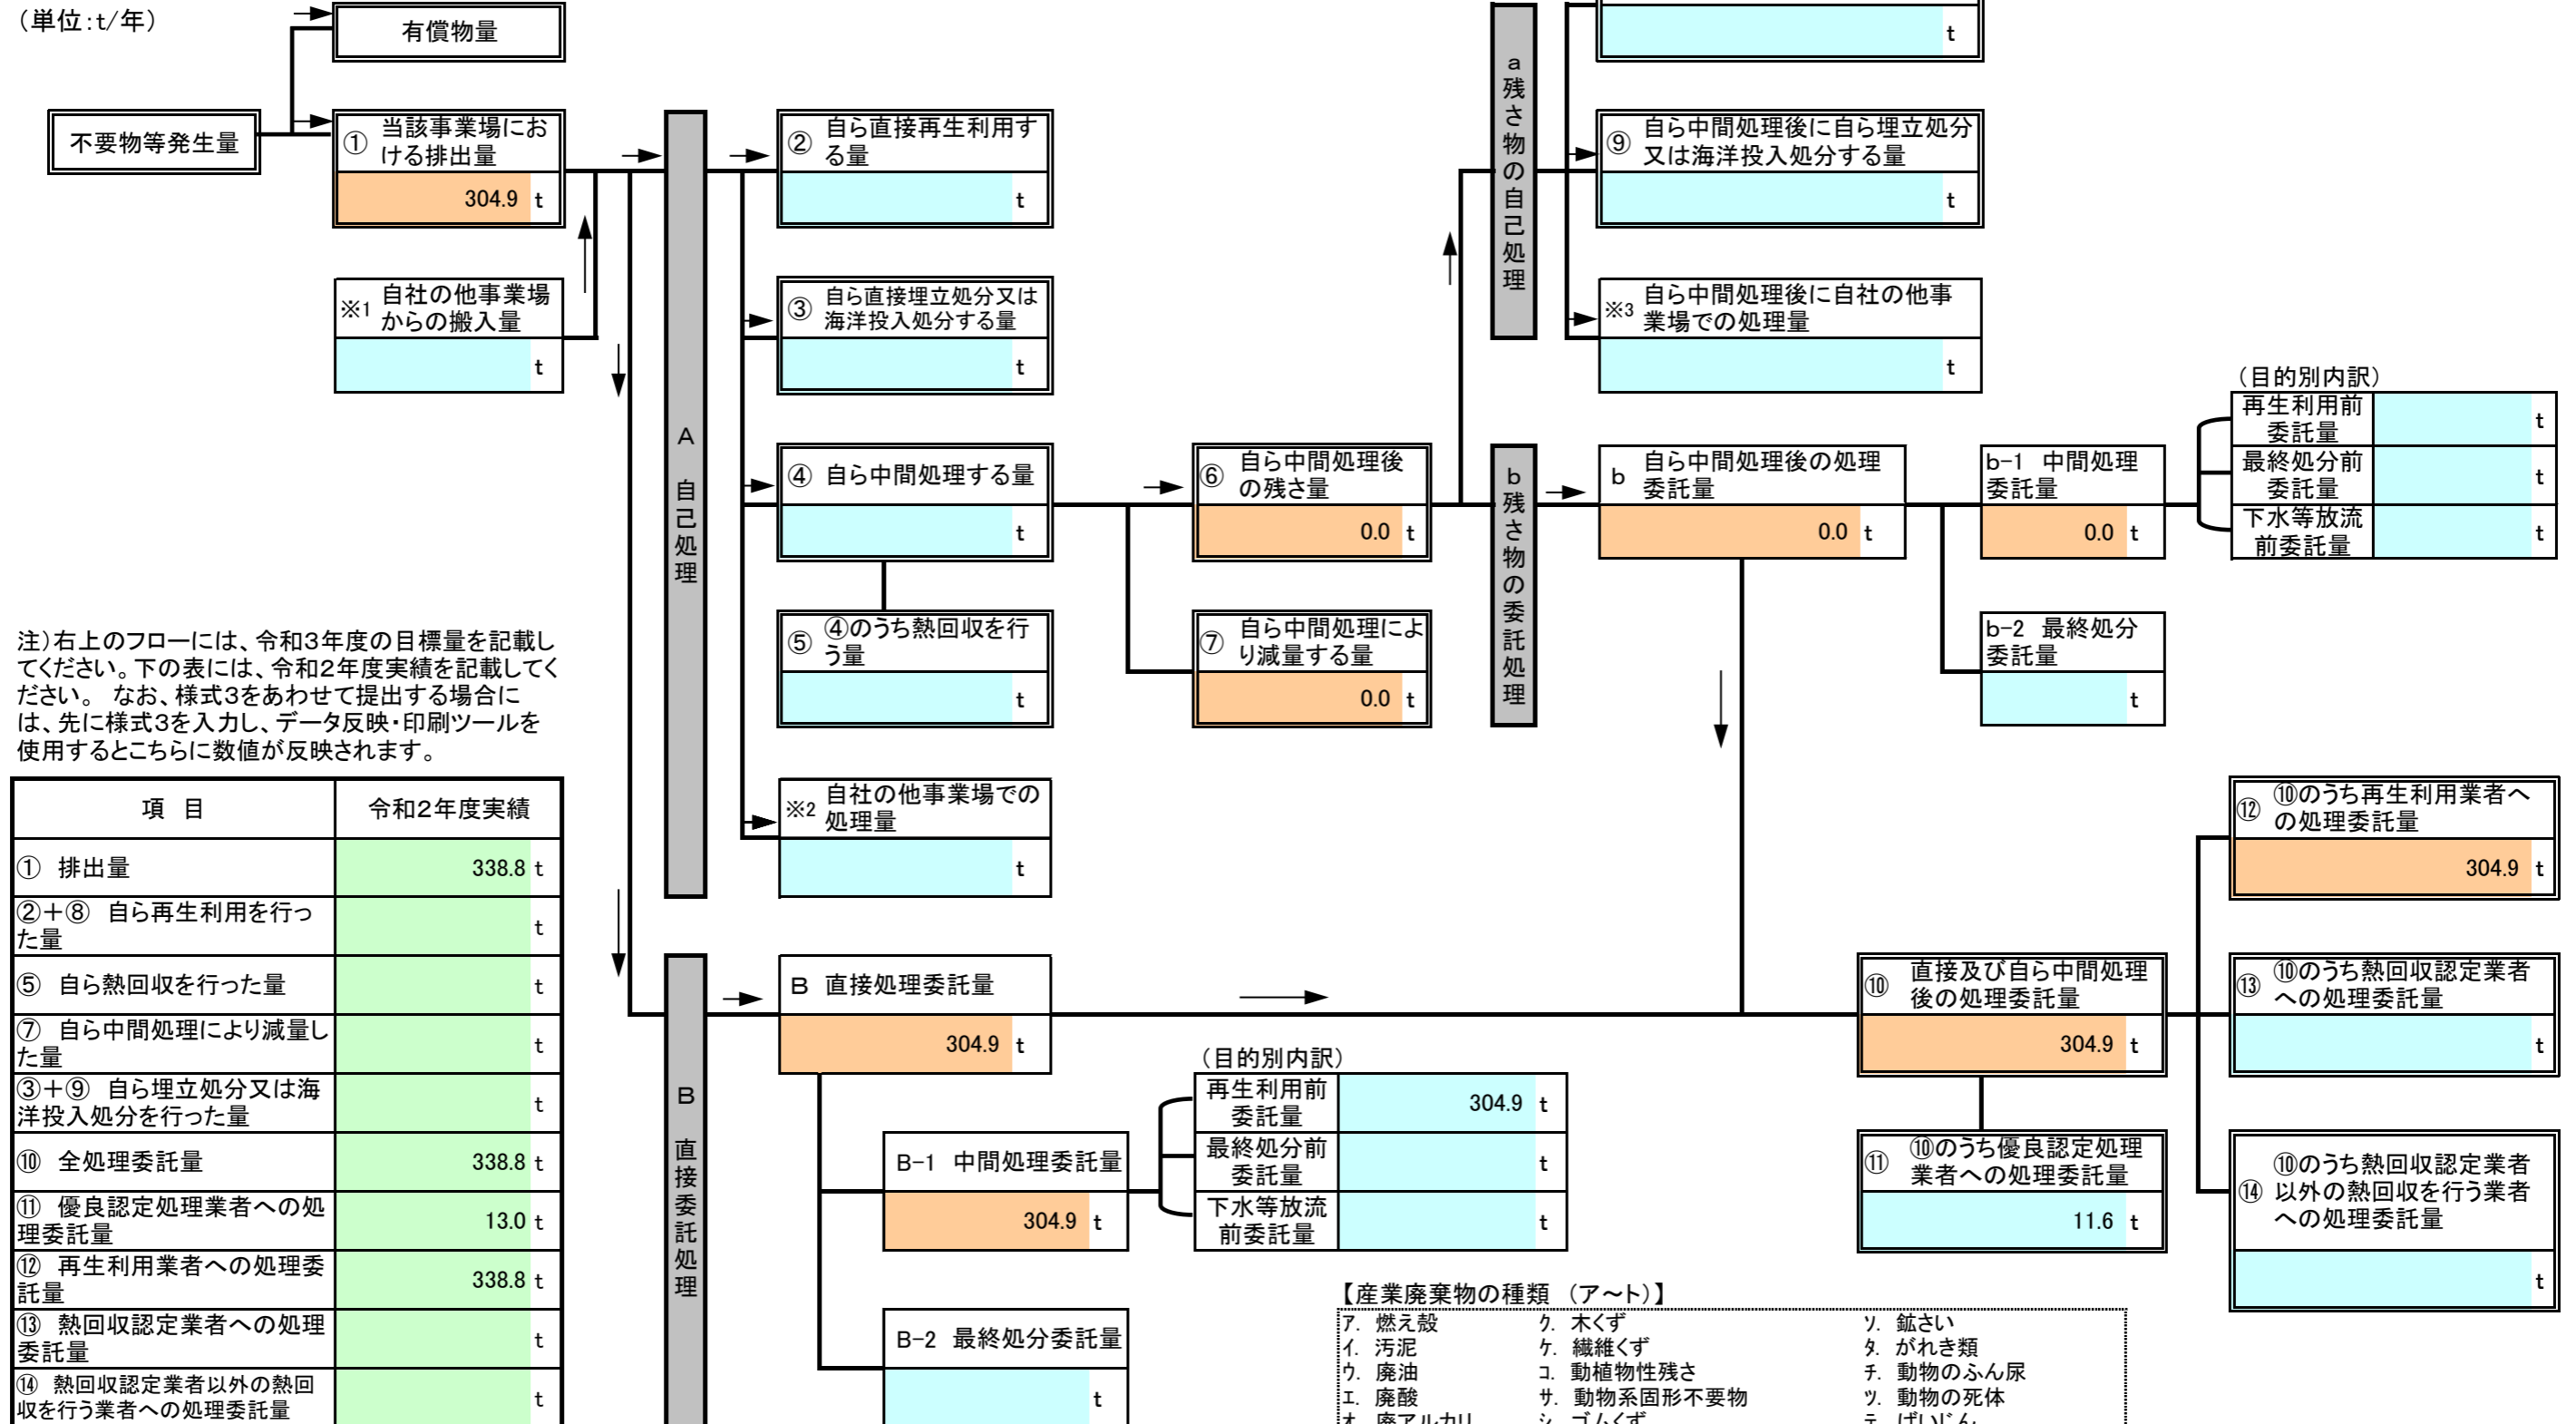 （単位：t/年）
有償物量
不要物等発生量
① 当該事業場にお
ける排出量
304.9 t
※1 自社の他事業場
からの搬入量
t
A 自己処理
② 自ら直接再生利用す
る量
t
③ 自ら直接埋立処分又は
海洋投入処分する量
t
④ 自ら中間処理する量
t
⑤ ④のうち熱回収を行
う量
t
※2 自社の他事業場での
処理量
t
⑥ 自ら中間処理後
の残さ量
0.0 t
⑦ 自ら中間処理によ
り減量する量
0.0 t
a 残さ物の自己処理
t
⑨ 自ら中間処理後に自ら埋立処分
又は海洋投入処分する量
t
※3 自ら中間処理後に自社の他事
業場での処理量
t
b 残さ物の委託処理
b 自ら中間処理後の処理
委託量
0.0 t
b-1 中間処理
委託量
0.0 t
（目的別内訳）
再生利用前
委託量
t
最終処分前
委託量
t
下水等放流
前委託量
t
b-2 最終処分
委託量
t
注）右上のフローには、令和３年度の目標量を記載し
てください。下の表には、令和２年度実績を記載してく
ださい。 なお、様式３をあわせて提出する場合に
は、先に様式３を入力し、データ反映・印刷ツールを
使用するとこちらに数値が反映されます。
項 目 令和２年度実績
① 排出量 338.8 t
②＋⑧ 自ら再生利用を行っ
た量
t
⑤ 自ら熱回収を行った量 t
⑦ 自ら中間処理により減量し
た量
t
③＋⑨ 自ら埋立処分又は海
洋投入処分を行った量
t
⑩ 全処理委託量 338.8 t
⑪ 優良認定処理業者への処
理委託量
13.0 t
⑫ 再生利用業者への処理委
託量
338.8 t
⑬ 熱回収認定業者への処理
委託量
t
⑭ 熱回収認定業者以外の熱回
収を行う業者への処理委託量
t
B 直接委託処理
B 直接処理委託量
304.9 t
B-1 中間処理委託量
304.9 t
（目的別内訳）
再生利用前
委託量
304.9 t
最終処分前
委託量
t
下水等放流
前委託量
t
B-2 最終処分委託量
t
⑩ 直接及び自ら中間処理
後の処理委託量
304.9 t
⑪ ⑩のうち優良認定処理
業者への処理委託量
11.6 t
⑫ ⑩のうち再生利用業者へ
の処理委託量
304.9 t
⑬ ⑩のうち熱回収認定業者
への処理委託量
t
⑭ ⑩のうち熱回収認定業者
以外の熱回収を行う業者
への処理委託量
t
【産業廃棄物の種類 （ア～ト）】
ｱ. 燃え殻 ｸ. 木くず ｿ. 鉱さい
ｲ. 汚泥 ｹ. 繊維くず ﾀ. がれき類
ｳ. 廃油 ｺ. 動植物性残さ ﾁ. 動物のふん尿
ｴ. 廃酸 ｻ. 動物系固形不要物 ﾂ. 動物の死体
ｵ. 廃アルカリ ｼ. ゴムくず ﾃ. ばいじん